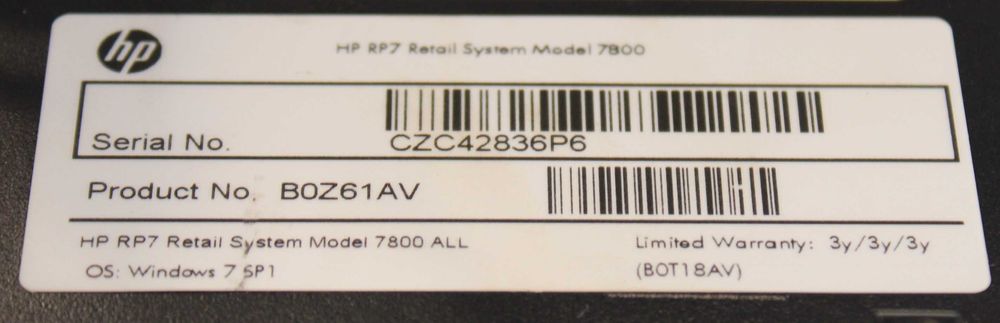 hp
HP RP7 Retail System Model 7800
Serial No. CZC42836P6
Product No. B0Z61AV
HP RP7 Retail System Model 7800 ALL
Limited Warranty: 3y/3y/3y
OS: Windows 7 SP1
(B0T18AV)